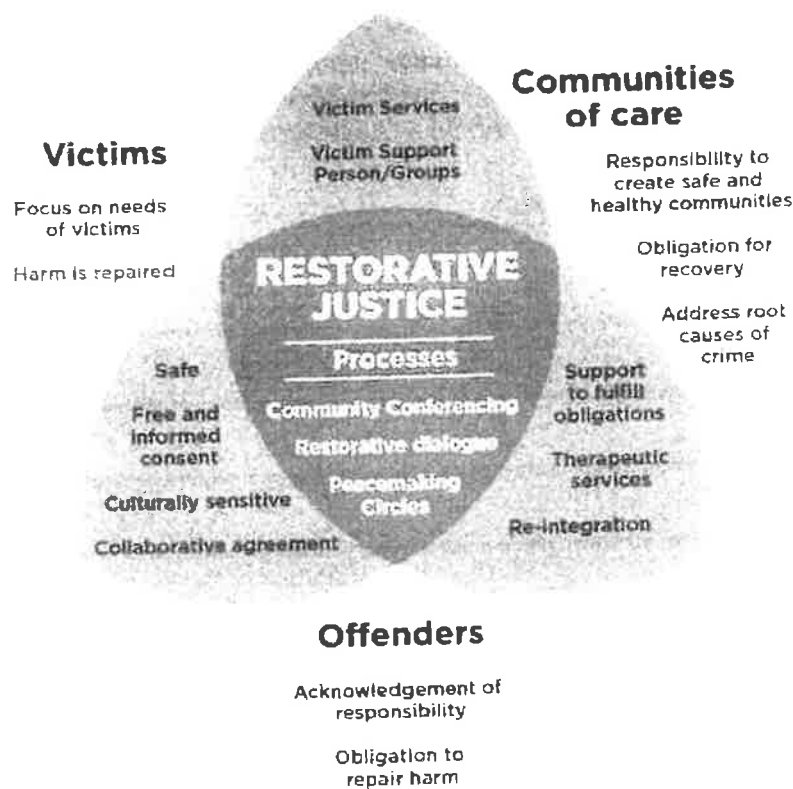 Victim Services
Victim Support
Person/Groups
Communities
of care
Responsibility to
create safe and
healthy communities
Obligation for
recovery
Address root
causes of
crime
Victims
Focus on needs
of victims
Harm is repaired
RESTORATIVE
JUSTICE
Processes
Community Conferencing
Restorative dialogue
Peacemaking
Circles
Safe
Free and
informed
consent
Culturally sensitive
Collaborative agreement
Support
to fulfill
obligations
Therapeutic
services
Re-integration
Offenders
Acknowledgement of
responsibility
Obligation to
repair harm